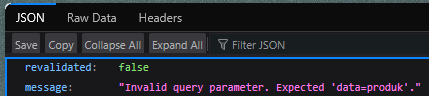 JSON Raw Data Headers
Save Copy Collapse All Expand All Filter JSON
revalidated: false
message: "Invalid query parameter. Expected 'data=produk'."